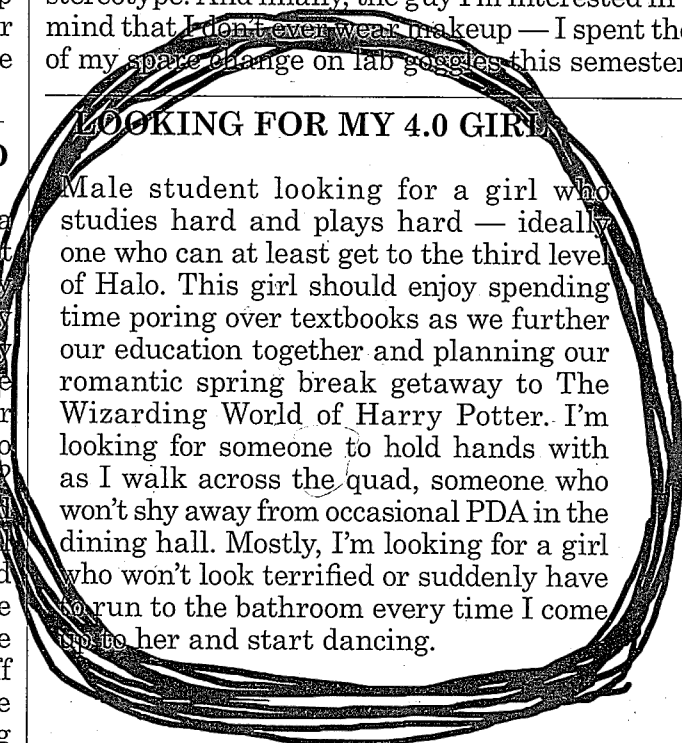 stereotype. And finally, the guy I'm interested in
r mind that I don't ever wear makeup — I spent the
e of my spare change on lab goggles this semester
LOOKING FOR MY 4.0 GIRL
Male student looking for a girl who
studies hard and plays hard — ideally
one who can at least get to the third level
of Halo. This girl should enjoy spending
time poring over textbooks as we further
our education together and planning our
romantic spring break getaway to The
Wizarding World of Harry Potter. I'm
looking for someone to hold hands with
as I walk across the quad, someone who
won't shy away from occasional PDA in the
dining hall. Mostly, I'm looking for a girl
who won't look terrified or suddenly have
to run to the bathroom every time I come
up to her and start dancing.